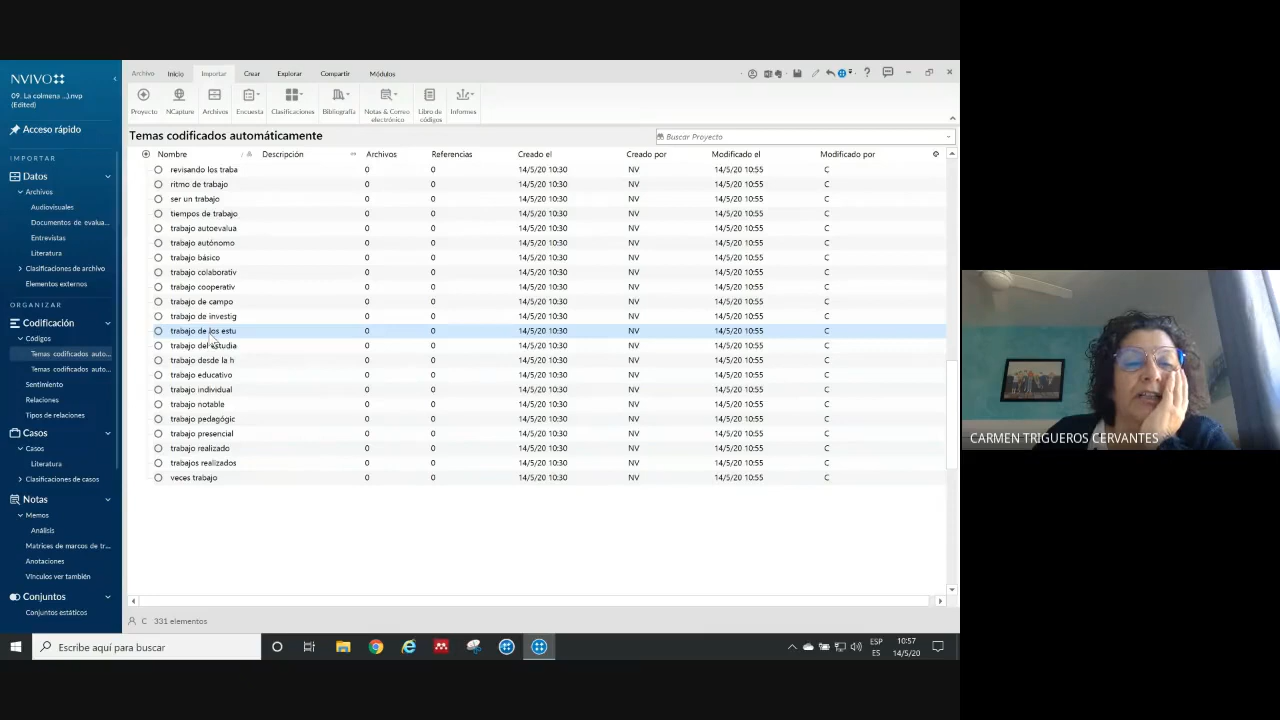 NVIVO
09. La colmena ...).nvp
(Edited)
Acceso rápido
IMPORTAR
Datos
Archivos
Audiovisuales
Documentos de evalua...
Entrevistas
Literatura
Clasificaciones de archivo
Elementos externos
ORGANIZAR
Codificación
Códigos
Temas codificados auto...
Temas codificados auto...
Sentimiento
Relaciones
Tipos de relaciones
Casos
Casos
Literatura
Clasificaciones de casos
Notas
Memos
Análisis
Matrices de marcos de tr...
Anotaciones
Vínculos ver también
Conjuntos
Conjuntos estáticos
Archivo Inicio Importar Crear Explorar Compartir Módulos
Proyecto NCapture Archivos Encuesta Clasificaciones Bibliografía Notas & Correo electrónico Libro de códigos Informes
Temas codificados automáticamente
Buscar Proyecto
Nombre Descripción Archivos Referencias Creado el Creado por Modificado el Modificado por
revisando los traba 0 0 14/5/20 10:30 NV 14/5/20 10:55 C
ritmo de trabajo 0 0 14/5/20 10:30 NV 14/5/20 10:55 C
ser un trabajo 0 0 14/5/20 10:30 NV 14/5/20 10:55 C
tiempos de trabajo 0 0 14/5/20 10:30 NV 14/5/20 10:55 C
trabajo autoevalua 0 0 14/5/20 10:30 NV 14/5/20 10:55 C
trabajo autónomo 0 0 14/5/20 10:30 NV 14/5/20 10:55 C
trabajo básico 0 0 14/5/20 10:30 NV 14/5/20 10:55 C
trabajo colaborativ 0 0 14/5/20 10:30 NV 14/5/20 10:55 C
trabajo cooperativ 0 0 14/5/20 10:30 NV 14/5/20 10:55 C
trabajo de campo 0 0 14/5/20 10:30 NV 14/5/20 10:55 C
trabajo de investig 0 0 14/5/20 10:30 NV 14/5/20 10:55 C
trabajo de los estu 0 0 14/5/20 10:30 NV 14/5/20 10:55 C
trabajo del estudia 0 0 14/5/20 10:30 NV 14/5/20 10:55 C
trabajo desde la h 0 0 14/5/20 10:30 NV 14/5/20 10:55 C
trabajo educativo 0 0 14/5/20 10:30 NV 14/5/20 10:55 C
trabajo individual 0 0 14/5/20 10:30 NV 14/5/20 10:55 C
trabajo notable 0 0 14/5/20 10:30 NV 14/5/20 10:55 C
trabajo pedagógic 0 0 14/5/20 10:30 NV 14/5/20 10:55 C
trabajo presencial 0 0 14/5/20 10:30 NV 14/5/20 10:55 C
trabajo realizado 0 0 14/5/20 10:30 NV 14/5/20 10:55 C
trabajos realizados 0 0 14/5/20 10:30 NV 14/5/20 10:55 C
veces trabajo 0 0 14/5/20 10:30 NV 14/5/20 10:55 C
C 331 elementos
Escribe aquí para buscar
ESP
ES
10:57
14/5/20
CARMEN TRIGUEROS CERVANTES